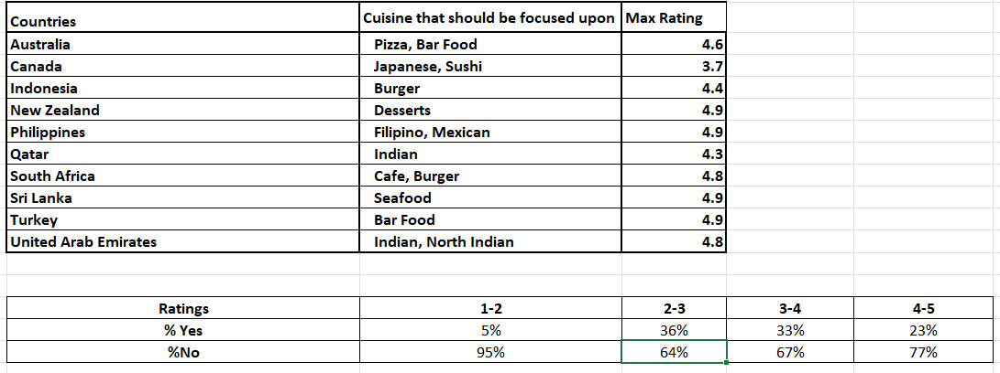 Countries Cuisine that should be focused upon Max Rating
Australia Pizza, Bar Food 4.6
Canada Japanese, Sushi 3.7
Indonesia Burger 4.4
New Zealand Desserts 4.9
Philippines Filipino, Mexican 4.9
Qatar Indian 4.3
South Africa Cafe, Burger 4.8
Sri Lanka Seafood 4.9
Turkey Bar Food 4.9
United Arab Emirates Indian, North Indian 4.8
Ratings 1-2 2-3 3-4 4-5
% Yes 5% 36% 33% 23%
%No 95% 64% 67% 77%